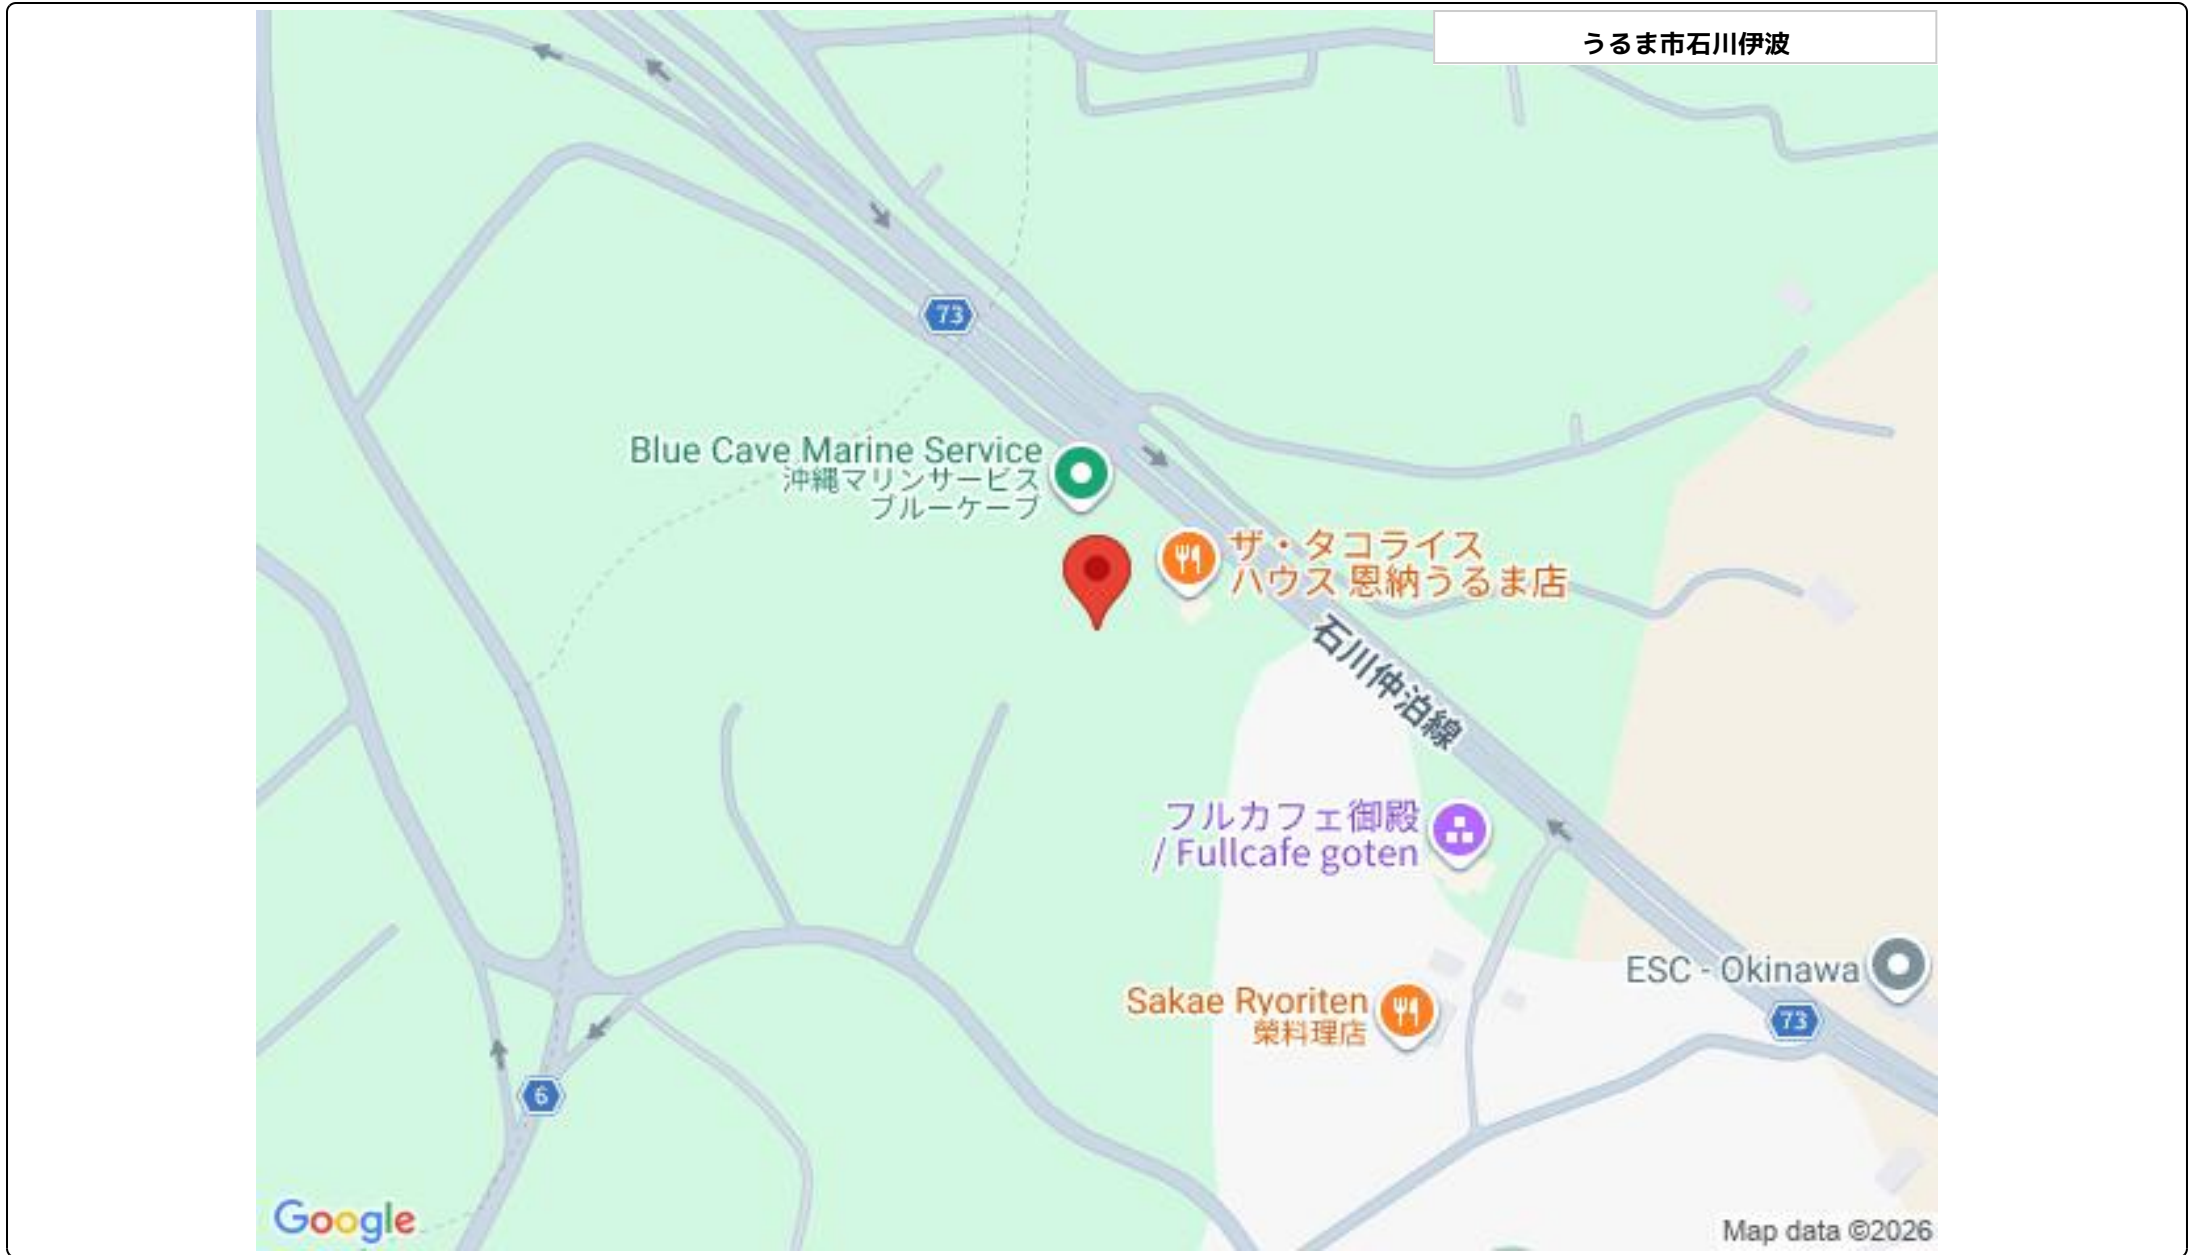 うるま市石川伊波
73
Blue Cave Marine Service
沖縄マリンサービス
ブルーケーブ
ザ・タコライス
ハウス 恩納うるま店
石川仲泊線
フルカフェ御殿
/ Fullcafe goten
ESC - Okinawa
Sakae Ryoriten
榮料理店
73
6
Google
Map data ©2026